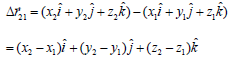 Δr⃗₂₁ = (x₂î + y₂ĵ + z₂k̂) − (x₁î + y₁ĵ + z₁k̂)
= (x₂ − x₁)î + (y₂ − y₁)ĵ + (z₂ − z₁)k̂